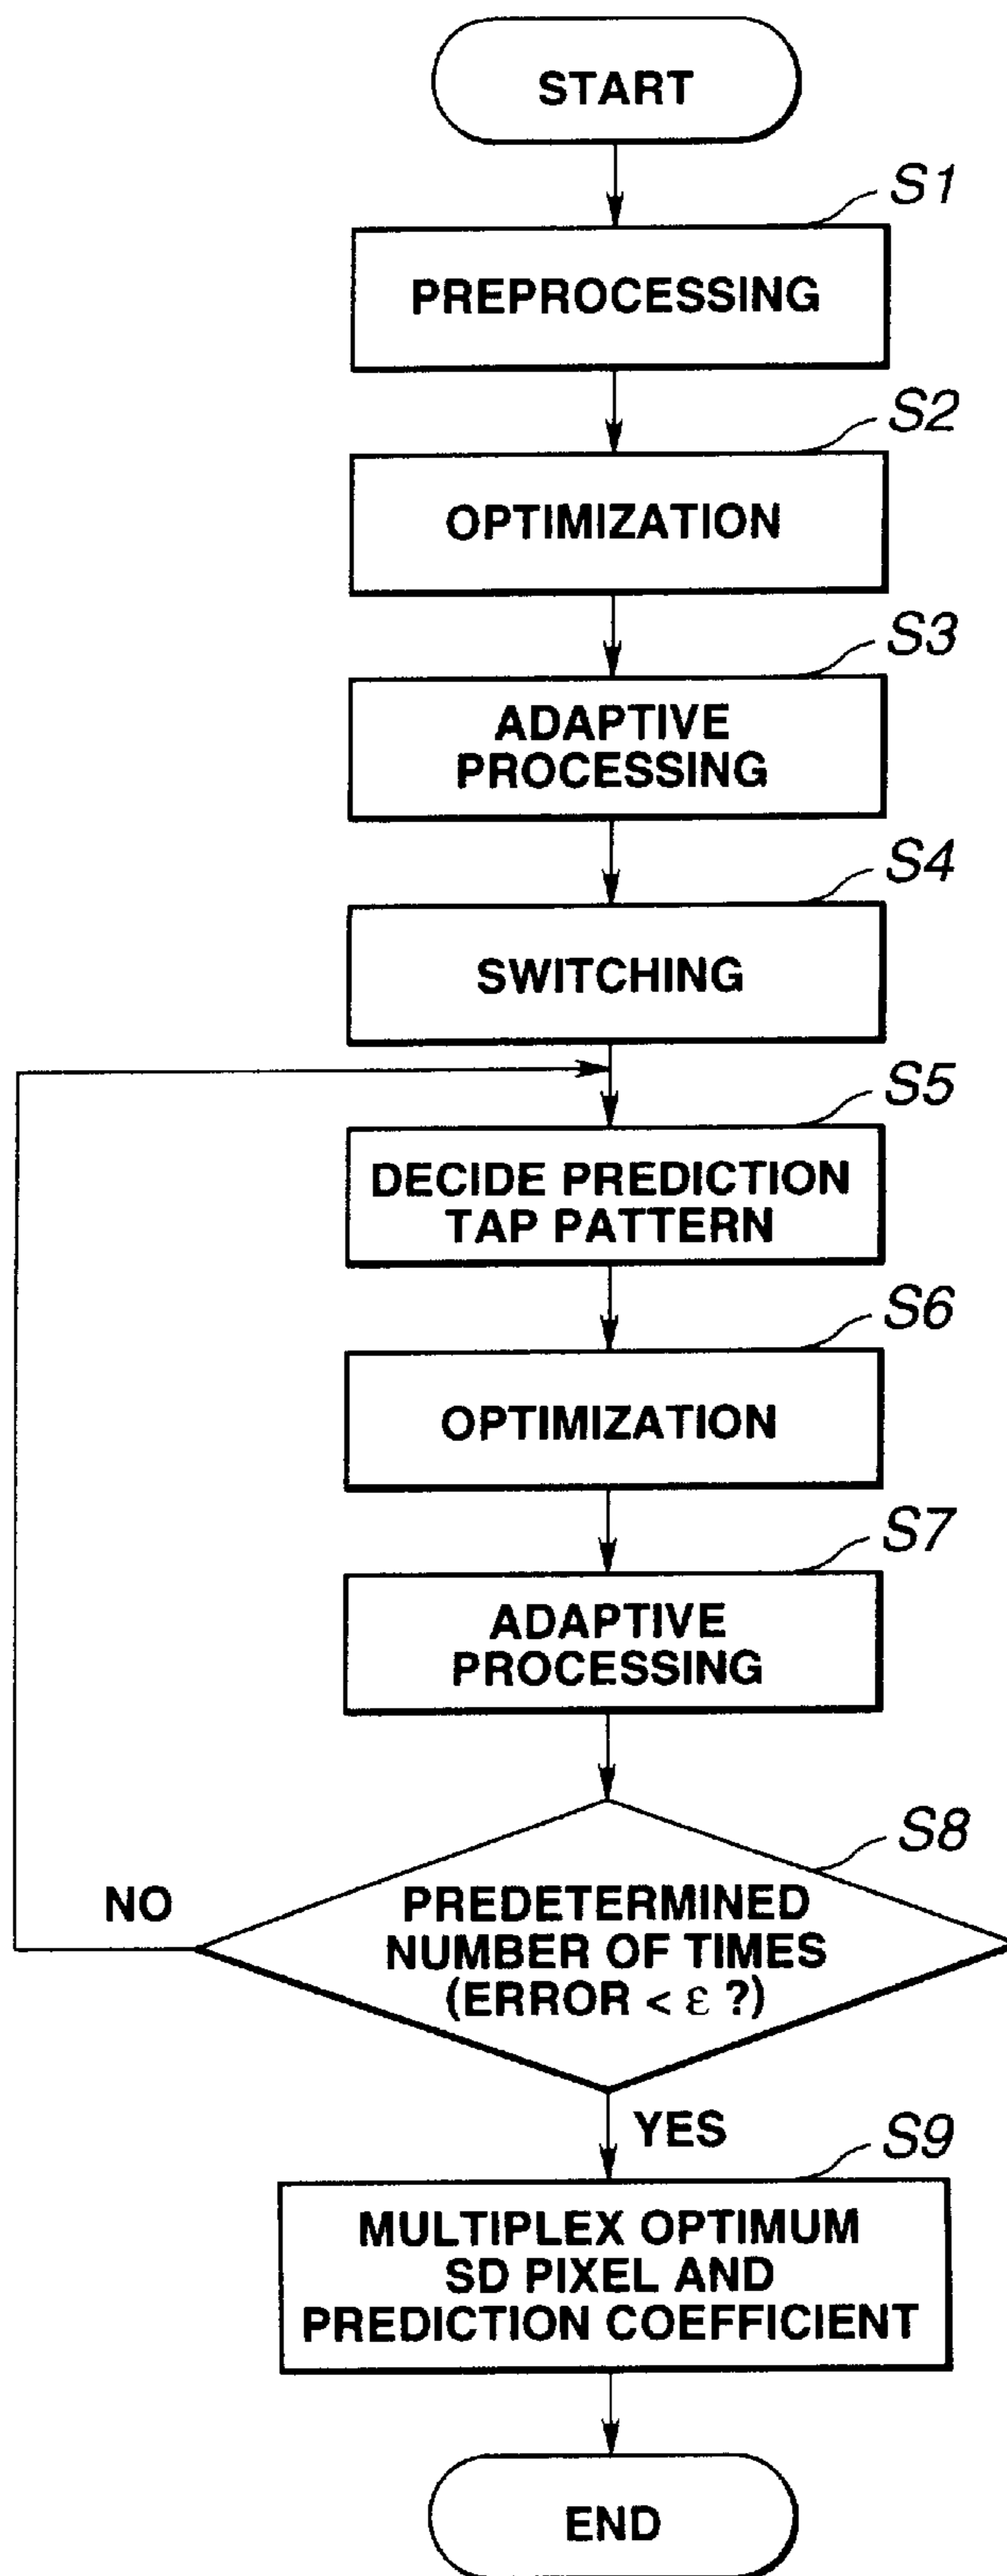 START
S1
PREPROCESSING
S2
OPTIMIZATION
S3
ADAPTIVE
PROCESSING
S4
SWITCHING
S5
DECIDE PREDICTION
TAP PATTERN
S6
OPTIMIZATION
S7
ADAPTIVE
PROCESSING
S8
NO
PREDETERMINED
NUMBER OF TIMES
(ERROR < ε ?)
YES
S9
MULTIPLEX OPTIMUM
SD PIXEL AND
PREDICTION COEFFICIENT
END